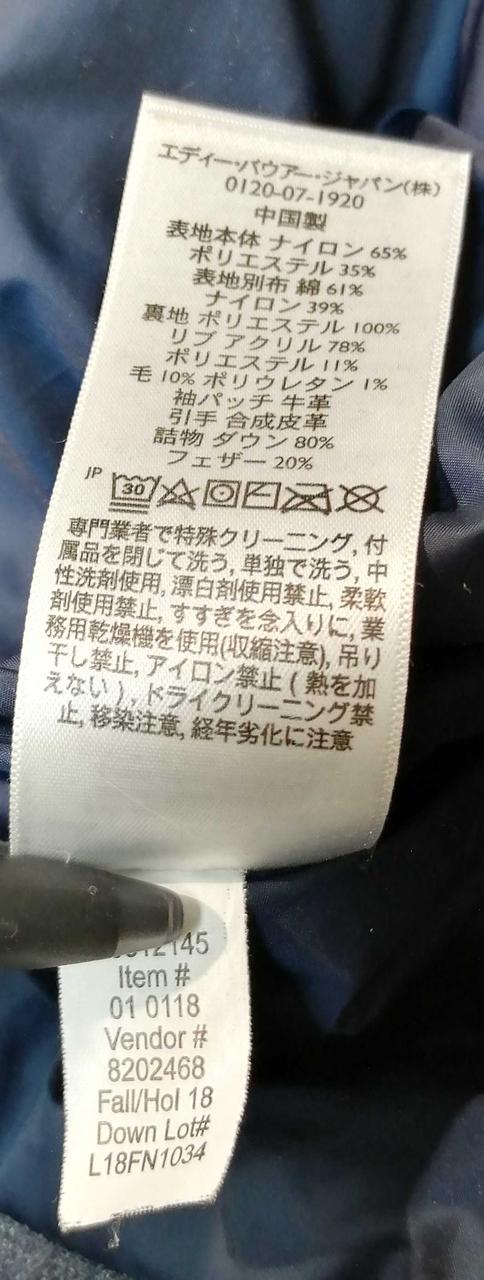 エディー・バウアー・ジャパン(株)
0120-07-1920
中国製
表地本体 ナイロン 65%
ポリエステル 35%
表地別布 綿 61%
ナイロン 39%
裏地 ポリエステル 100%
リブ アクリル 78%
ポリエステル 11%
毛 10% ポリウレタン 1%
袖パッチ 牛革
引手 合成皮革
詰物 ダウン 80%
フェザー 20%
JP 30
専門業者で特殊クリーニング, 付
属品を閉じて洗う, 単独で洗う, 中
性洗剤使用, 漂白剤使用禁止, 柔軟
剤使用禁止, すすぎを念入りに, 業
務用乾燥機を使用(収縮注意), 吊り
干し禁止, アイロン禁止 ( 熱を加
えない ) , ドライクリーニング禁
止, 移染注意, 経年劣化に注意
Item #
01 0118
Vendor #
8202468
Fall/Hol 18
Down Lot#
L18FN1034